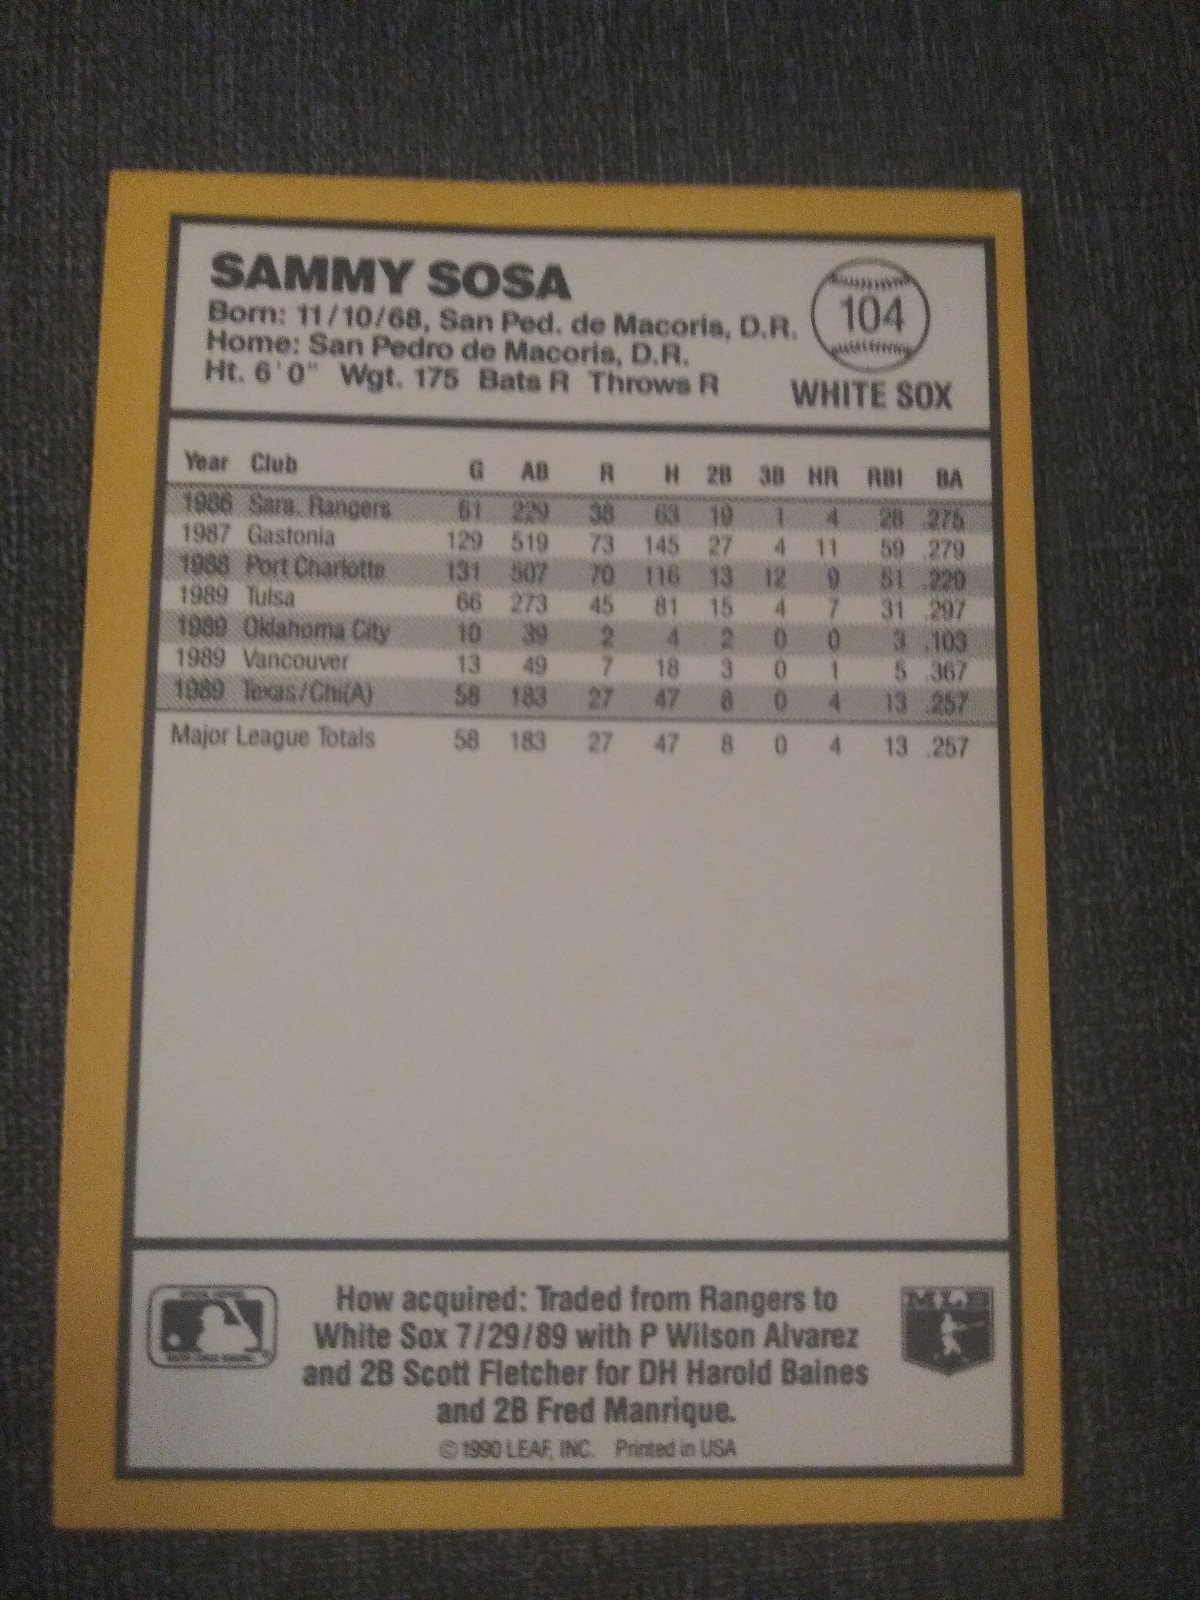 SAMMY SOSA
Born: 11/10/68, San Ped. de Macoris, D.R.
Home: San Pedro de Macoris, D.R.
Ht. 6'0" Wgt. 175 Bats R Throws R
104
WHITE SOX
Year Club G AB R H 2B 3B HR RBI BA
1986 Sara. Rangers 61 229 38 63 19 1 4 28 .275
1987 Gastonia 129 519 73 145 27 4 11 59 .279
1988 Port Charlotte 131 507 70 116 13 12 9 51 .229
1989 Tulsa 66 273 45 81 15 4 7 31 .297
1989 Oklahoma City 10 39 2 4 2 0 0 3 .103
1989 Vancouver 13 49 7 18 3 0 1 5 .367
1989 Texas/Chi(A) 58 183 27 47 8 0 4 13 .257
Major League Totals 58 183 27 47 8 0 4 13 .257
How acquired: Traded from Rangers to
White Sox 7/29/89 with P Wilson Alvarez
and 2B Scott Fletcher for DH Harold Baines
and 2B Fred Manrique.
MLB
© 1990 LEAF, INC. Printed in USA